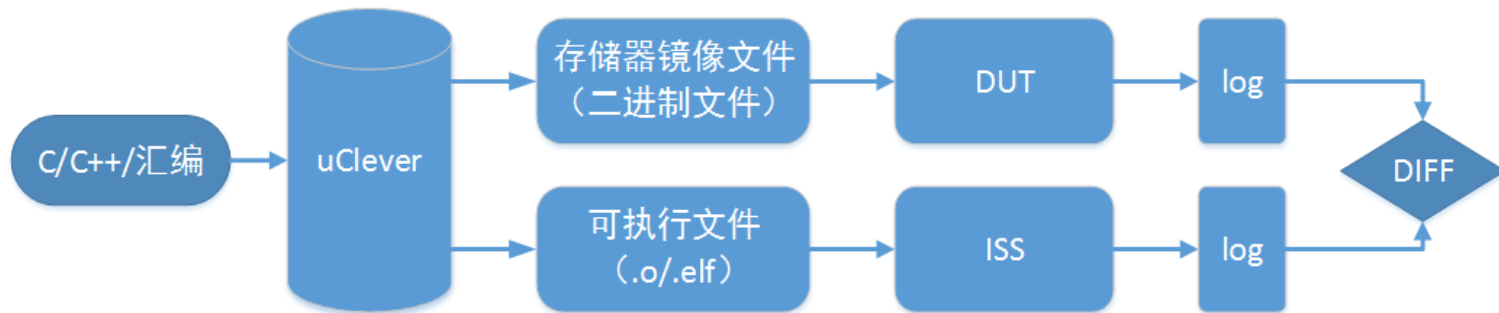 C/C++/汇编
uClever
存储器镜像文件
（二进制文件）
DUT
log
可执行文件
（.o/.elf）
ISS
log
DIFF